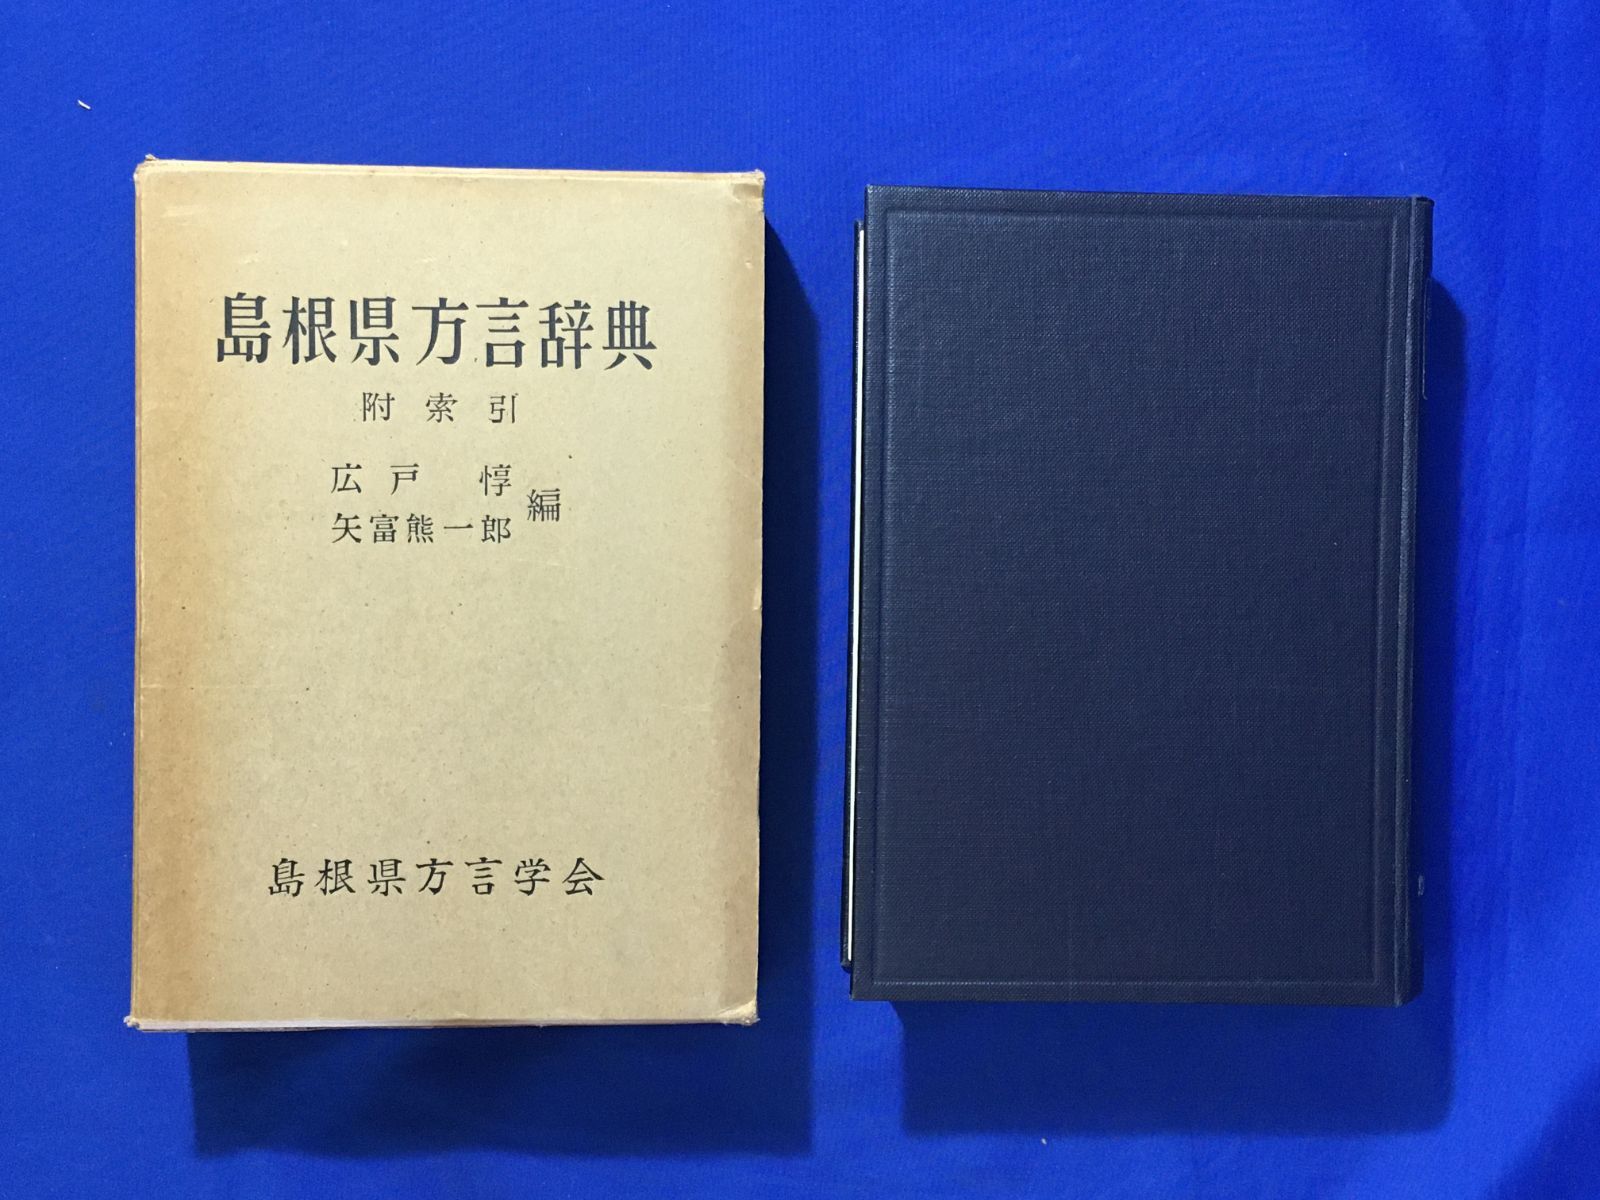 島根県方言辞典
附索引
広戸惇
矢富熊一郎
編
島根県方言学会